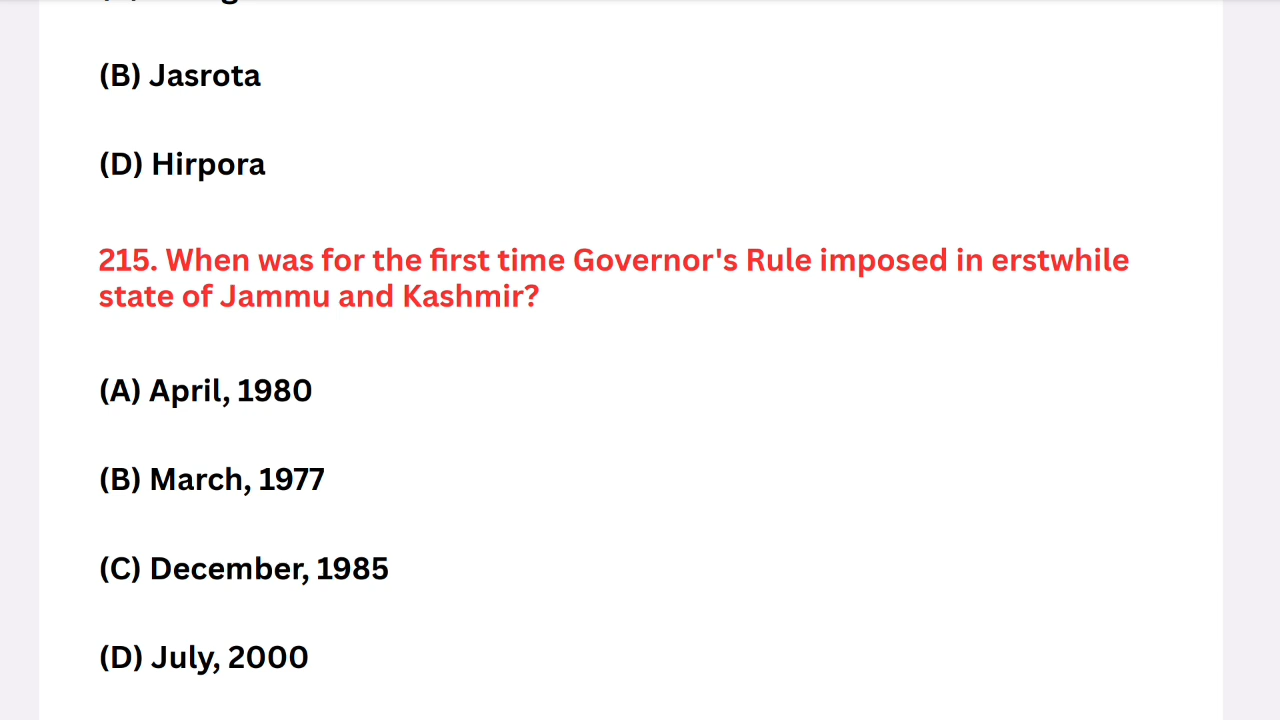 (B) Jasrota
(D) Hirpora
215. When was for the first time Governor's Rule imposed in erstwhile
state of Jammu and Kashmir?
(A) April, 1980
(B) March, 1977
(C) December, 1985
(D) July, 2000